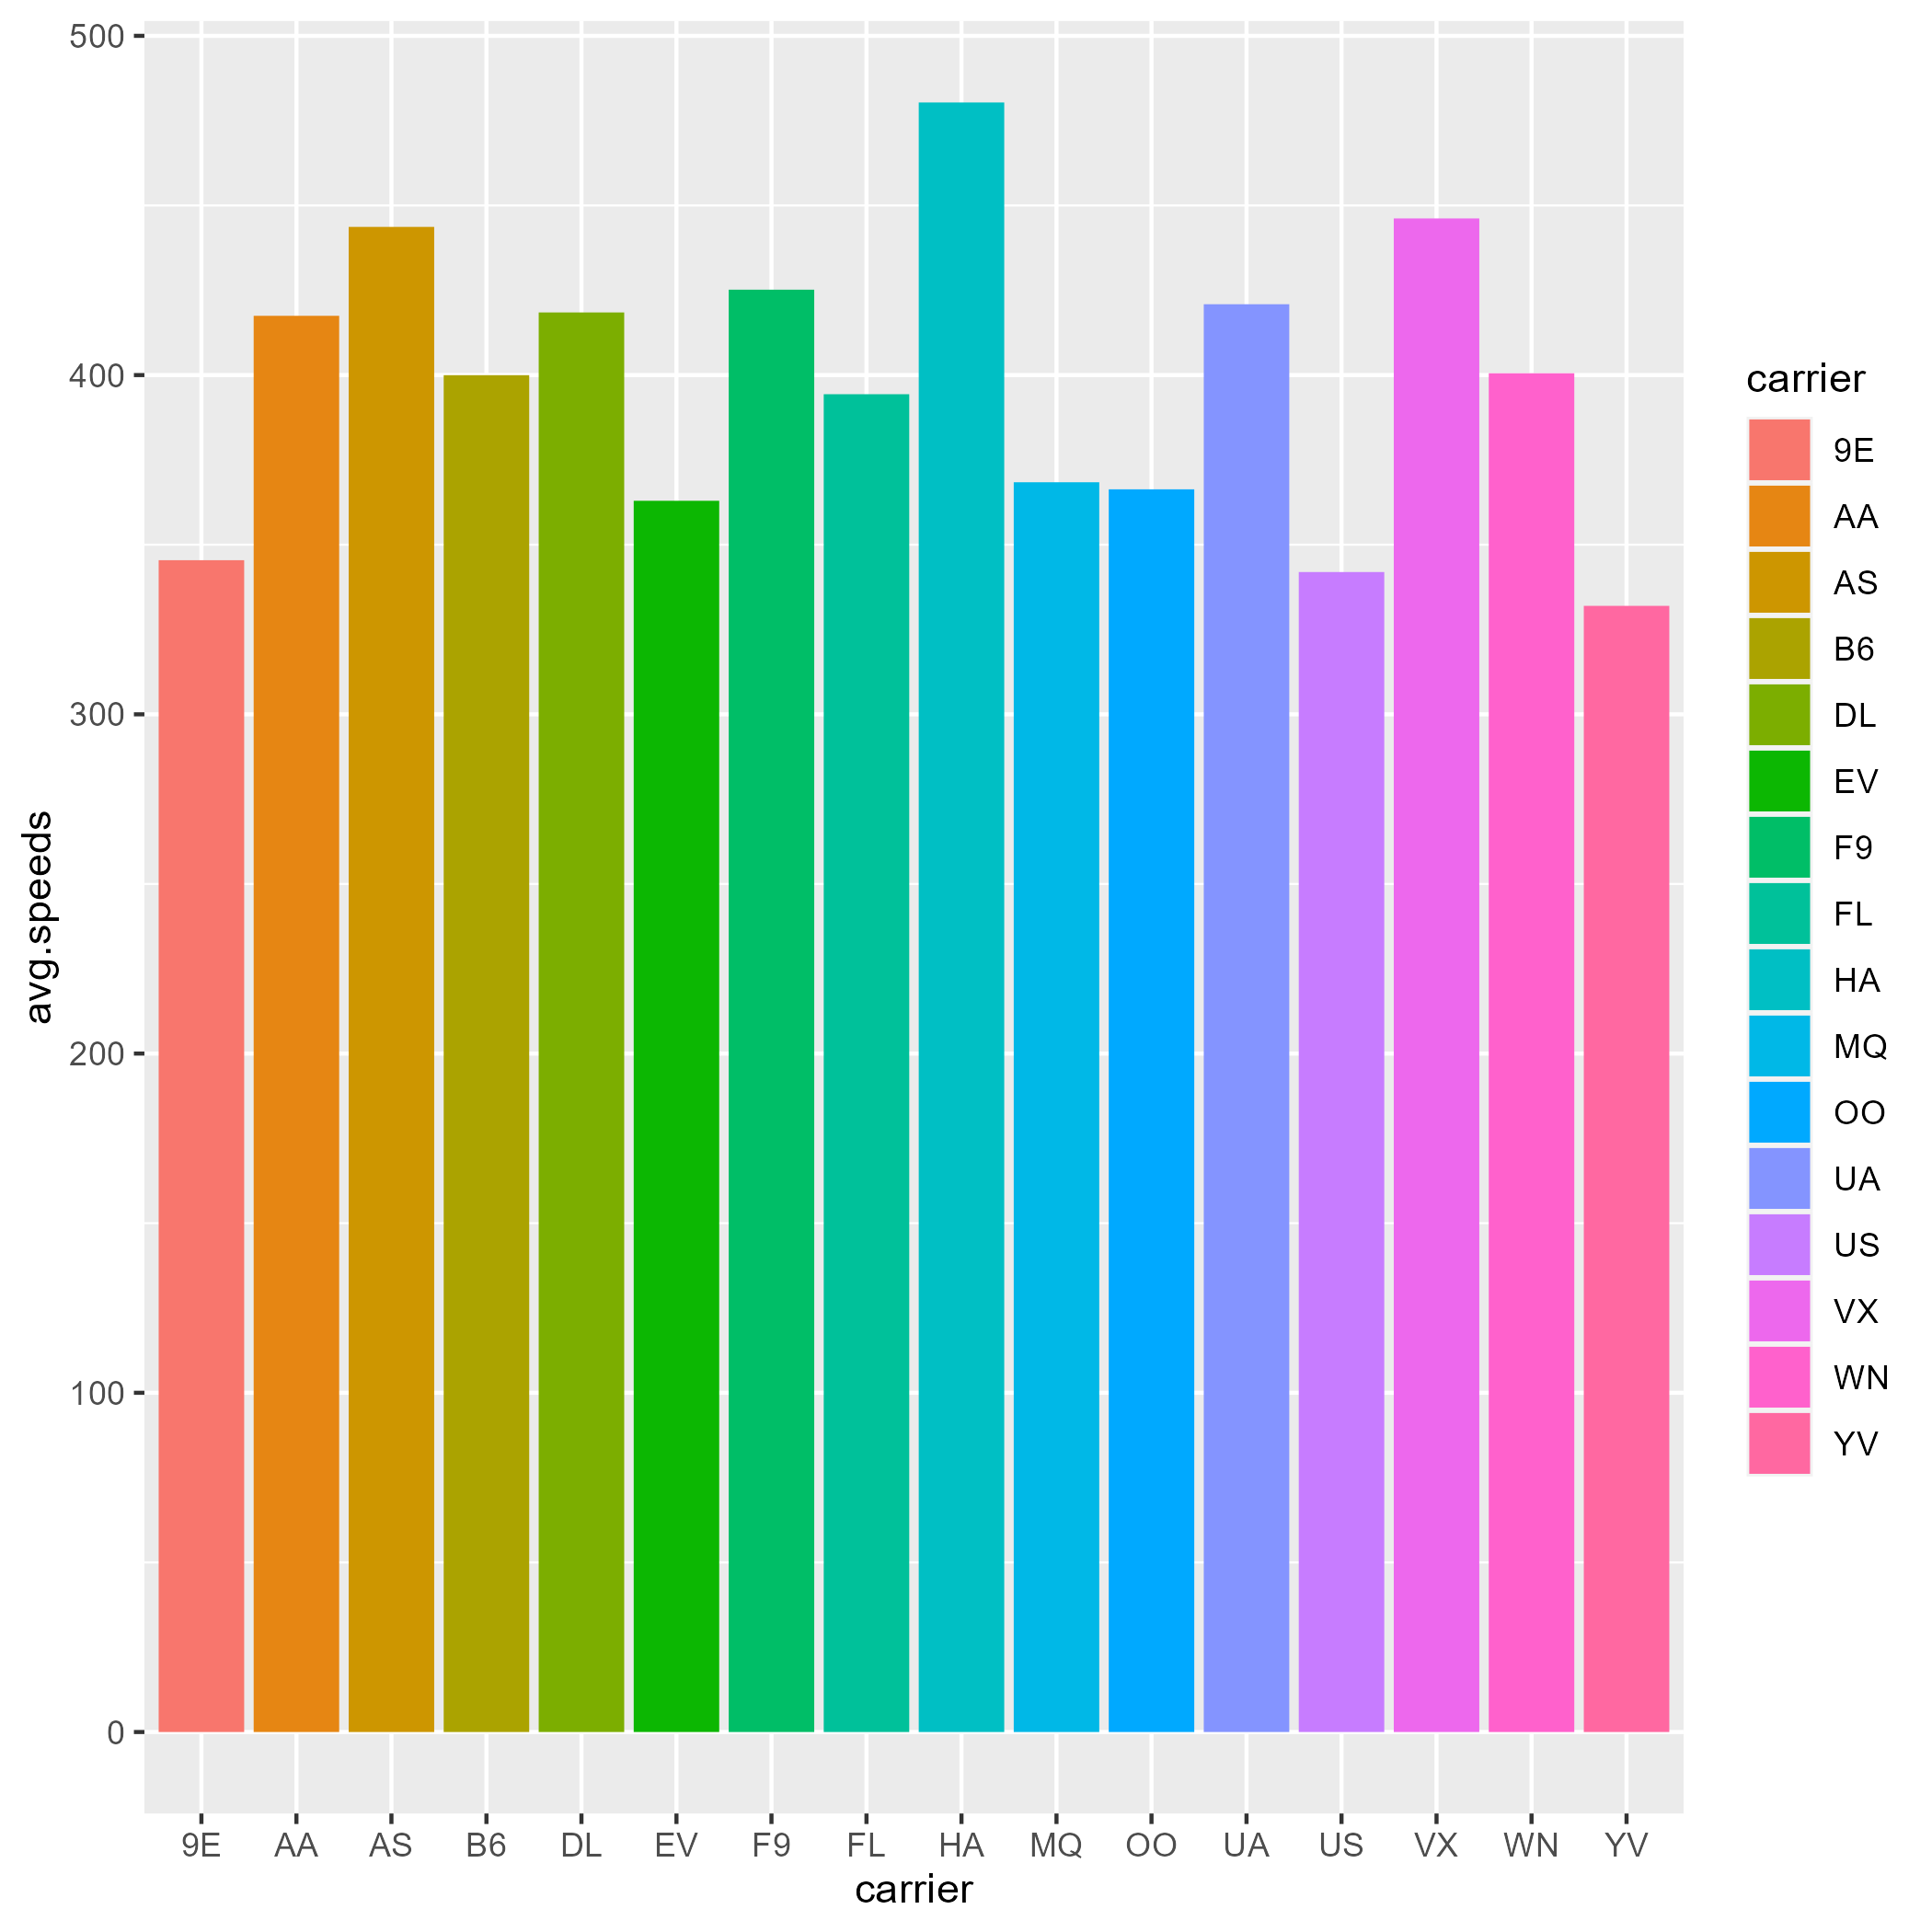 avg.speeds
500
400
300
200
100
0
9E AA AS B6 DL EV F9 FL HA MQ OO UA US VX WN YV
carrier
carrier
9E
AA
AS
B6
DL
EV
F9
FL
HA
MQ
OO
UA
US
VX
WN
YV